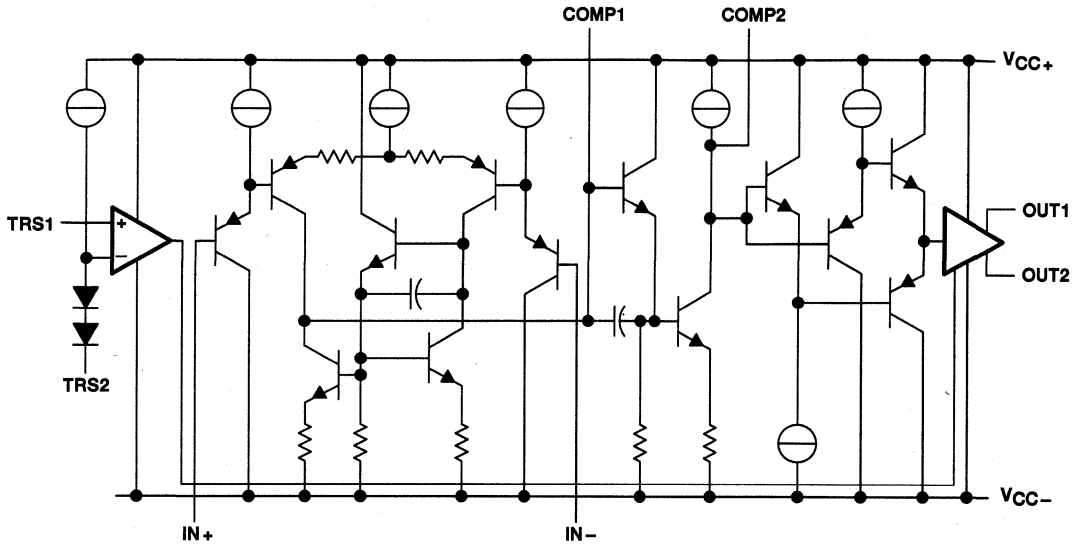 COMP1
COMP2
VCC+
TRS1
+
−
OUT1
OUT2
TRS2
VCC−
IN+
IN−